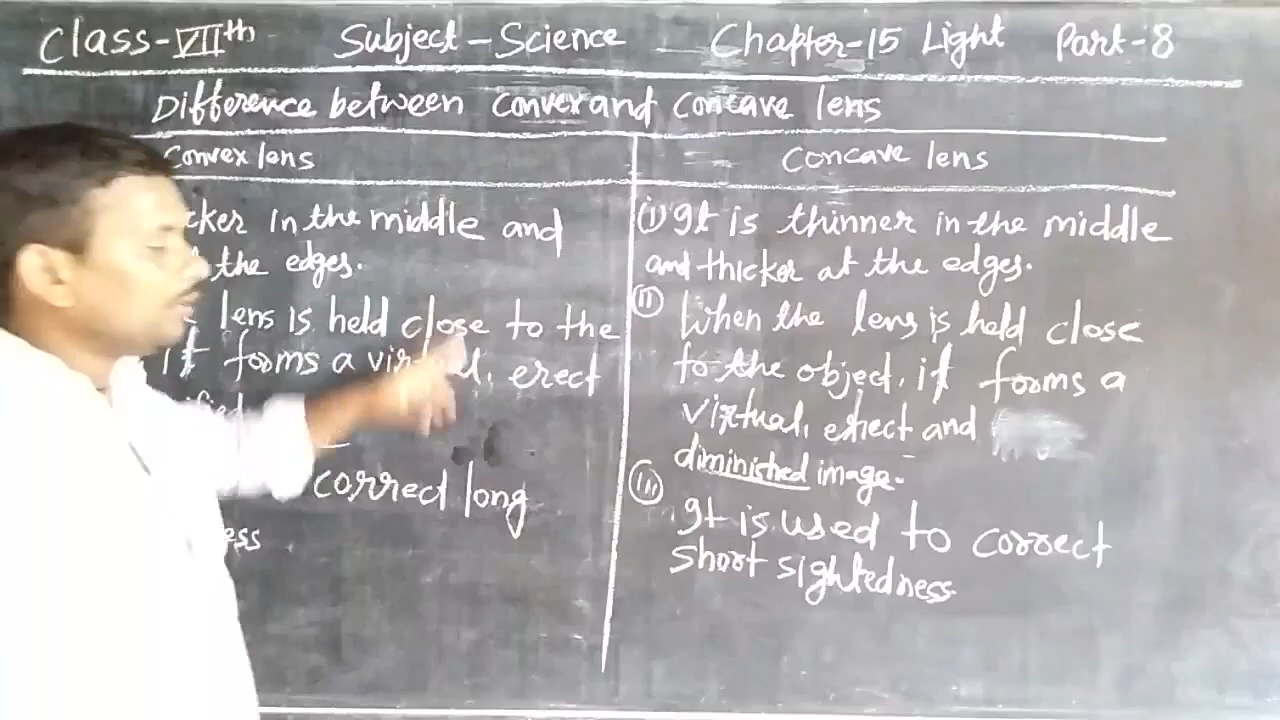 Class-VIIth Subject-Science Chapter-15 Light Part-8
Difference between convex and concave lens
Convex lens
cker in the middle and
the edges.
lens is held close to the
it forms a virtual, erect
correct long
ess
Concave lens
(i) It is thinner in the middle
and thicker at the edges.
(ii) When the lens is held close
to the object, it forms a
virtual, erect and
diminished image.
(iii) It is used to correct
short sightedness